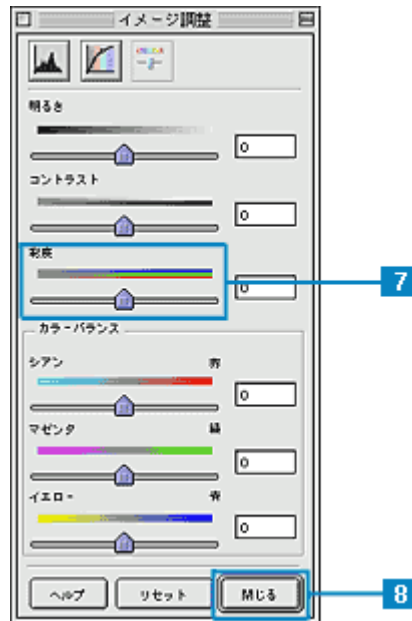 イメージ調整
明るさ
0
コントラスト
0
彩度
0
7
カラーバランス
シアン 赤
0
マゼンタ 緑
0
イエロー 青
0
ヘルプ リセット 閉じる
8